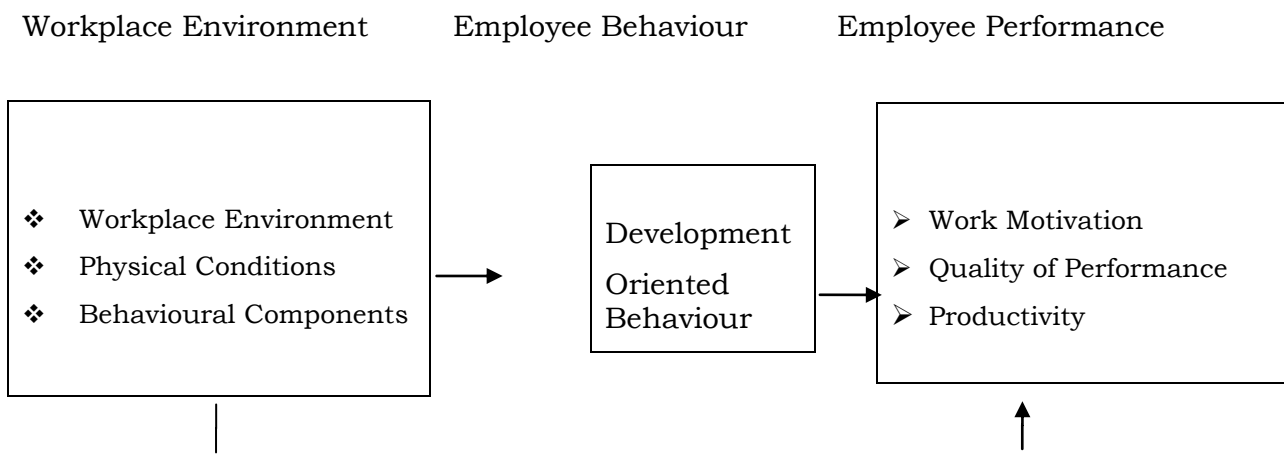 Workplace Environment Employee Behaviour Employee Performance
❖ Workplace Environment
❖ Physical Conditions
❖ Behavioural Components
Development
Oriented
Behaviour
➢ Work Motivation
➢ Quality of Performance
➢ Productivity